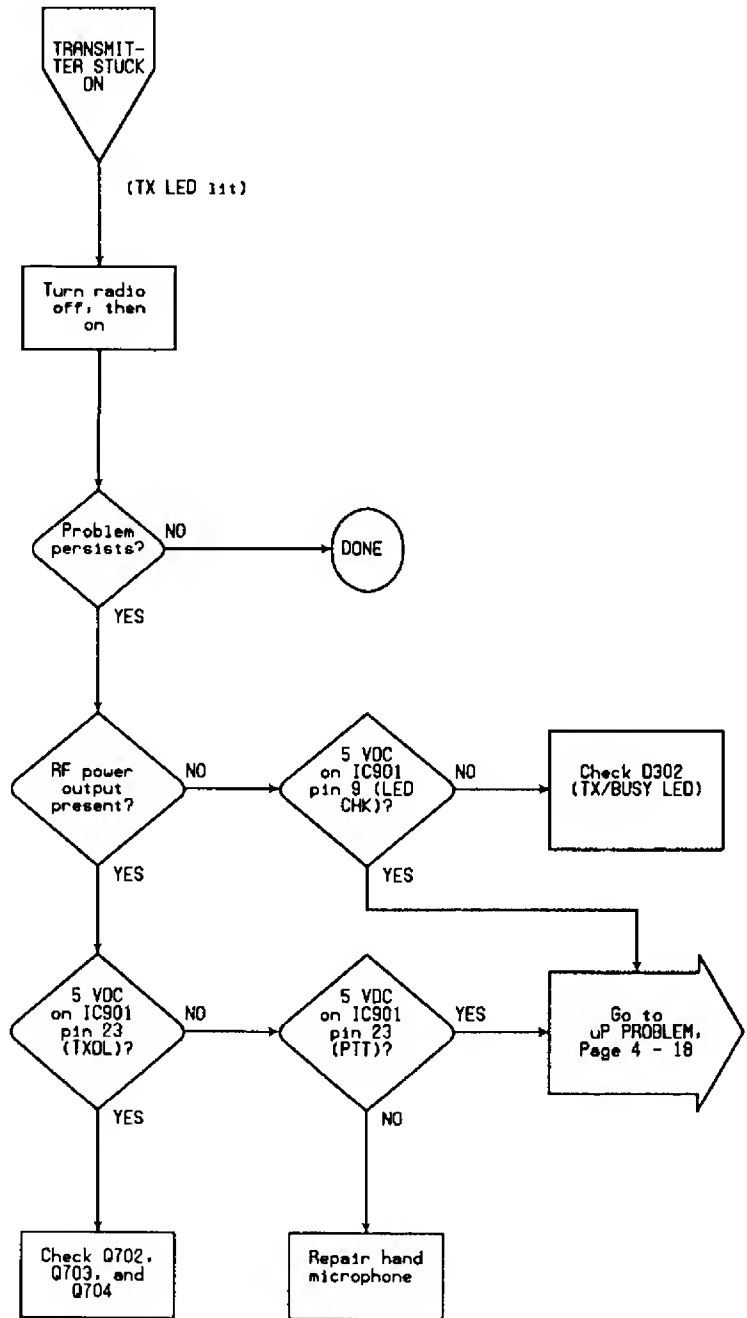 TRANSMIT-
TER STUCK
ON
(TX LED lit)
Turn radio
off, then
on
Problem
persists?
NO
DONE
YES
RF power
output
present?
NO
5 VDC
on IC901
pin 9 (LED
CHK)?
NO
Check D302
(TX/BUSY LED)
YES
YES
5 VDC
on IC901
pin 23
(TXDL)?
NO
5 VDC
on IC901
pin 23
(PTT)?
YES
Go to
uP PROBLEM,
Page 4 - 18
YES
NO
Check Q702,
Q703, and
Q704
Repair hand
microphone